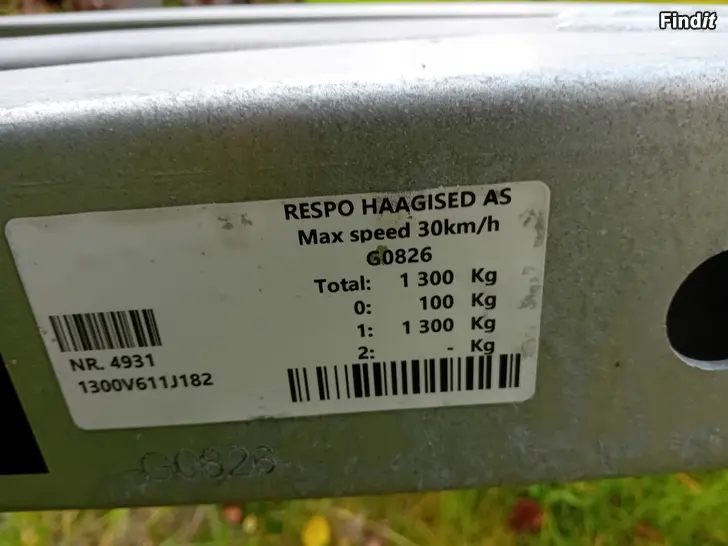 Findit
RESPO HAAGISED AS
Max speed 30km/h
G0826
Total: 1 300 Kg
0: 100 Kg
1: 1 300 Kg
2: - Kg
NR. 4931
1300V611J182
G0826